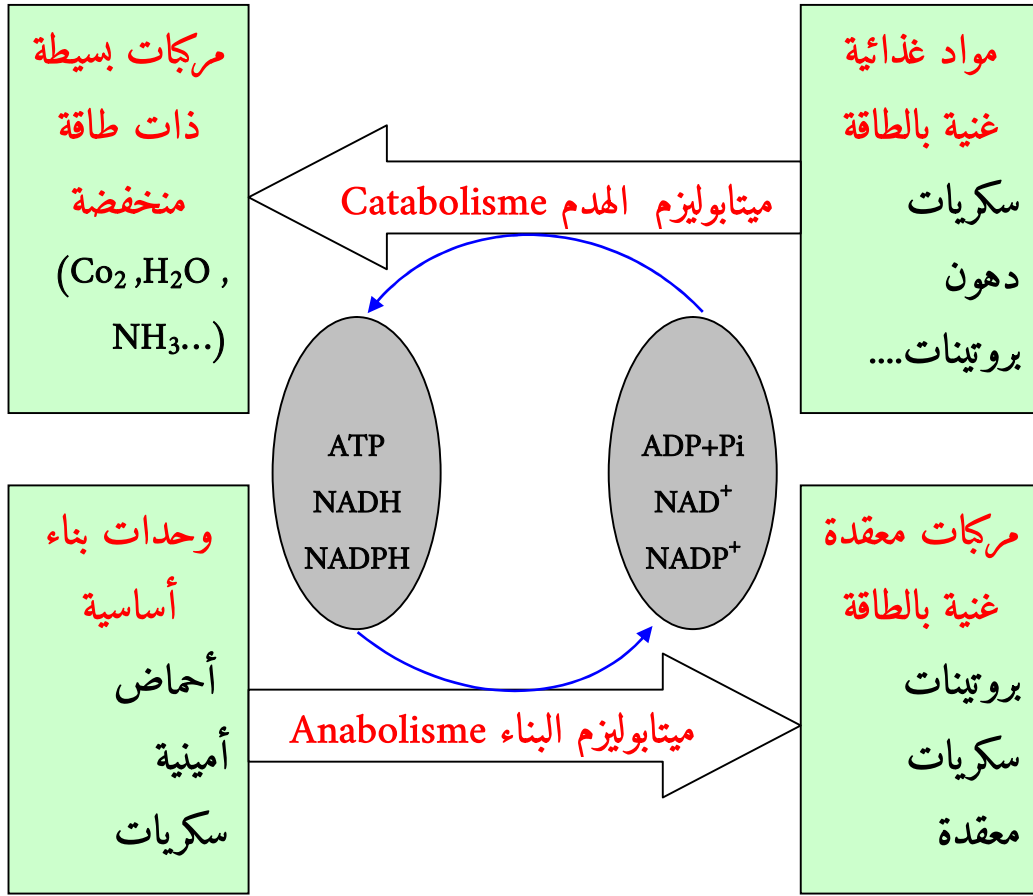 مواد غذائية
غنية بالطاقة
سكريات
دهون
بروتينات....
ميتابوليزم الهدم Catabolisme
مركبات بسيطة
ذات طاقة
منخفضة
(Co₂ ,H₂O ,
NH₃…)
ADP+Pi
NAD⁺
NADP⁺
ATP
NADH
NADPH
وحدات بناء
أساسية
أحماض
أمينية
سكريات
ميتابوليزم البناء Anabolisme
مركبات معقدة
غنية بالطاقة
بروتينات
سكريات
معقدة